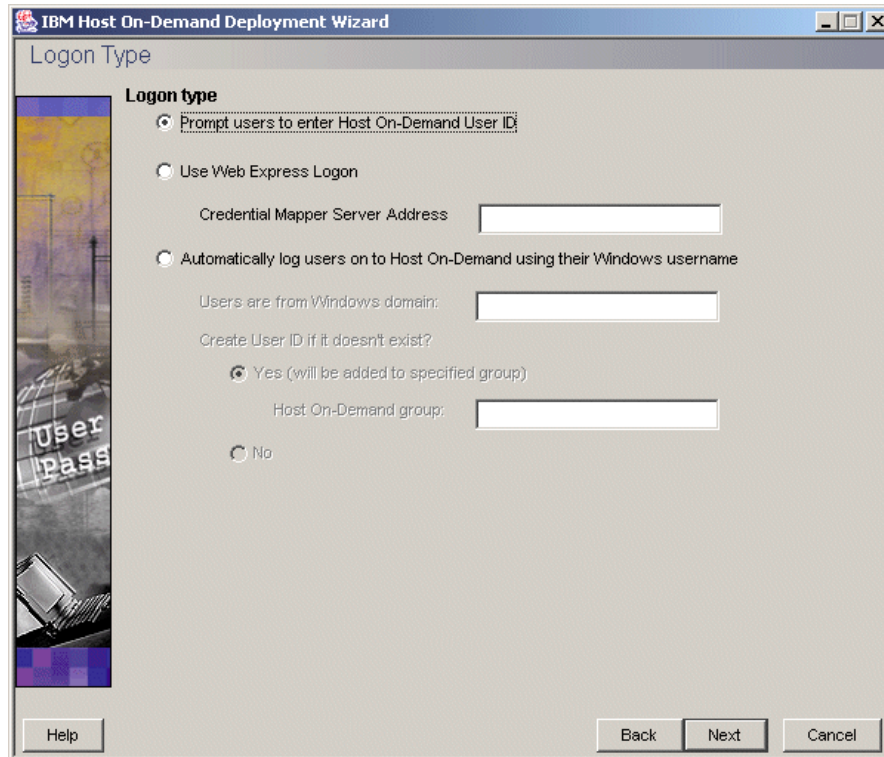 IBM Host On-Demand Deployment Wizard
Logon Type
Logon type
Prompt users to enter Host On-Demand User ID
Use Web Express Logon
Credential Mapper Server Address
Automatically log users on to Host On-Demand using their Windows username
Users are from Windows domain:
Create User ID if it doesn't exist?
Yes (will be added to specified group)
Host On-Demand group:
No
User
Pass
Help Back Next Cancel